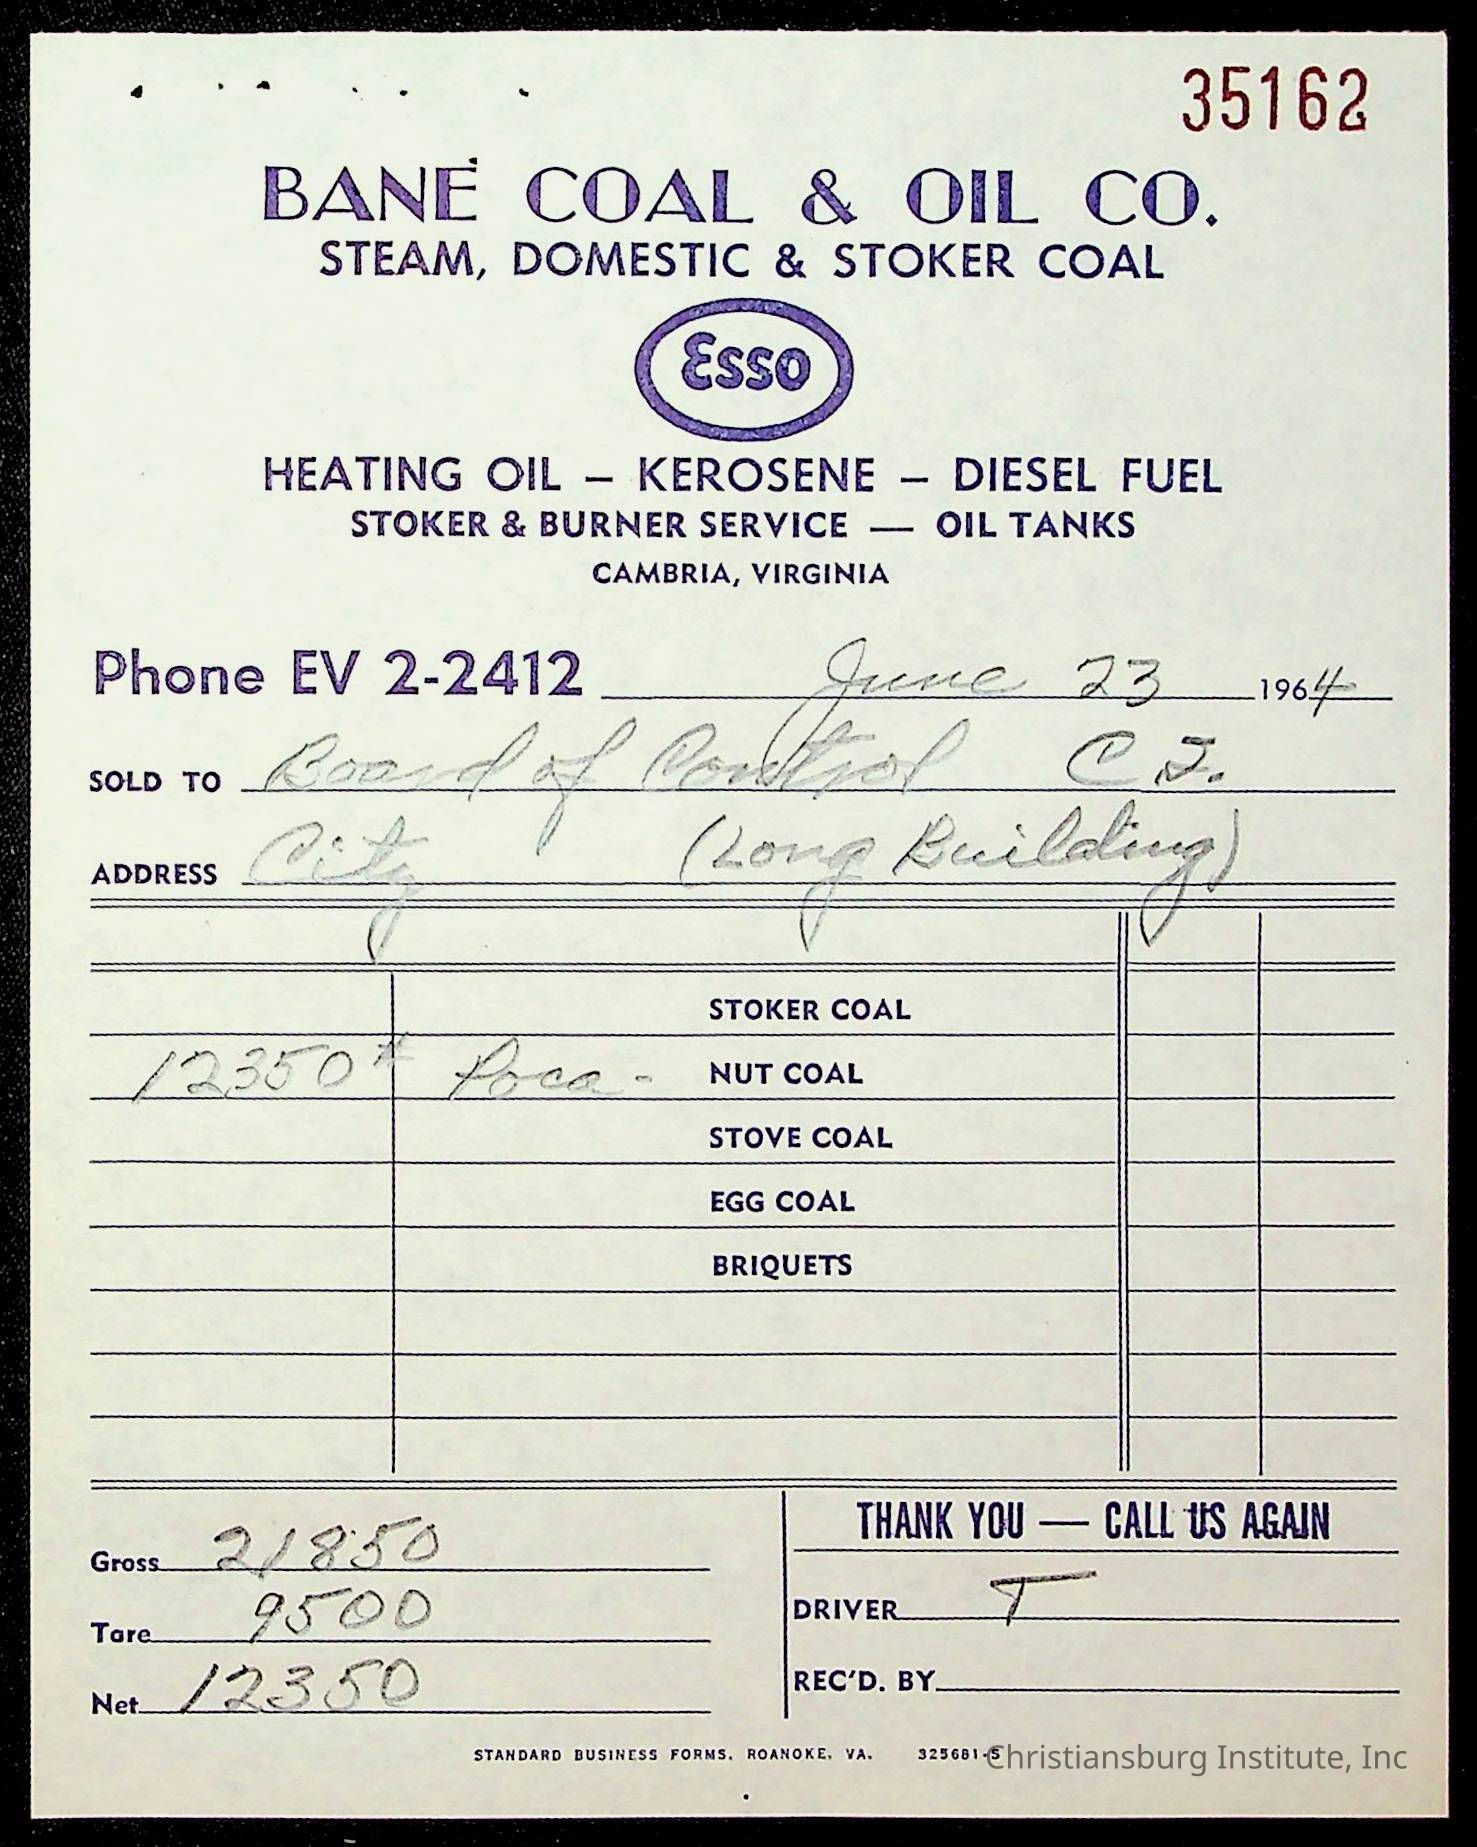 35162
BANE COAL & OIL CO.
STEAM, DOMESTIC & STOKER COAL
Esso
HEATING OIL – KEROSENE – DIESEL FUEL
STOKER & BURNER SERVICE — OIL TANKS
CAMBRIA, VIRGINIA
Phone EV 2-2412 June 23 1964
SOLD TO Board of Control C I.
ADDRESS City (Long Building)
STOKER COAL
12350# Poca - NUT COAL
STOVE COAL
EGG COAL
BRIQUETS
THANK YOU — CALL US AGAIN
Gross 21850
DRIVER T
Tare 9500
REC'D. BY
Net 12350
STANDARD BUSINESS FORMS, ROANOKE, VA. 325681-S
Christiansburg Institute, Inc